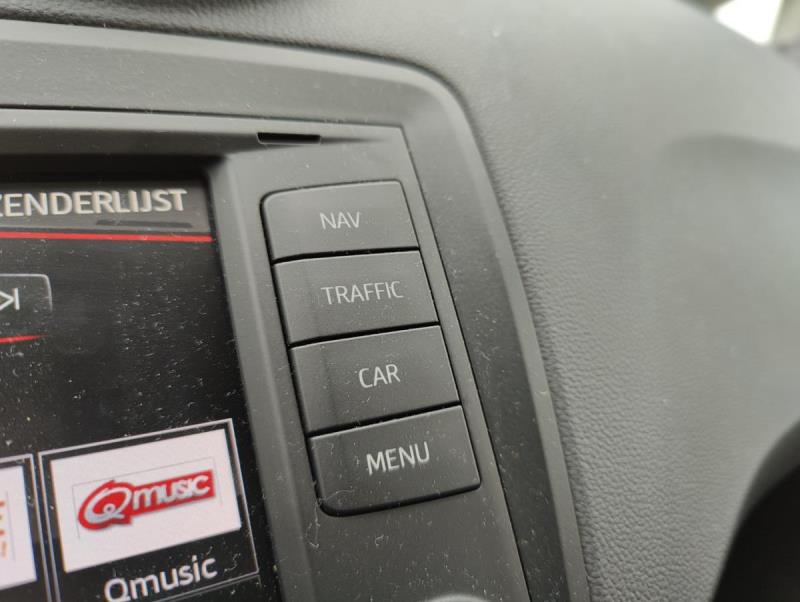 ZENDERLIJST
NAV
TRAFFIC
CAR
MENU
Qmusic
Qmusic